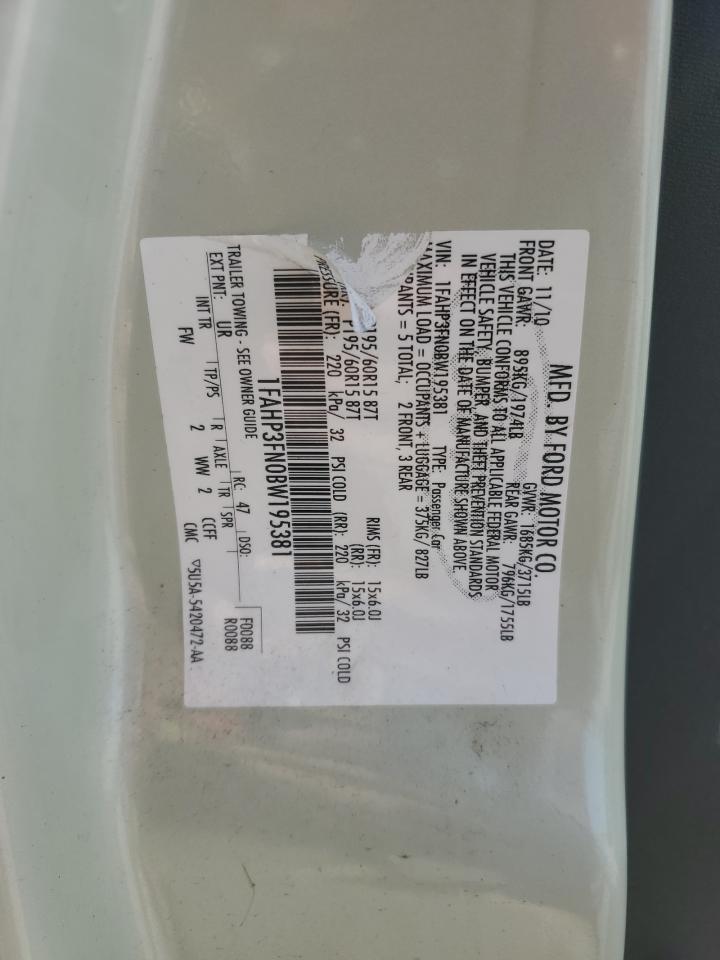 MFD. BY FORD MOTOR CO.
DATE: 11/10 GVWR: 1685KG/3715LB
FRONT GAWR: 895KG/1974LB REAR GAWR: 796KG/1755LB
THIS VEHICLE CONFORMS TO ALL APPLICABLE FEDERAL MOTOR
VEHICLE SAFETY, BUMPER, AND THEFT PREVENTION STANDARDS
IN EFFECT ON THE DATE OF MANUFACTURE SHOWN ABOVE.
VIN: 1FAHP3FN0BW195381 TYPE: Passenger Car
MAXIMUM LOAD = OCCUPANTS + LUGGAGE = 375KG/ 827LB
PANTS = 5 TOTAL; 2 FRONT, 3 REAR
195/60R15 87T RIMS (FR): 15x6.0J
P195/60R15 87T (RR): 15x6.0J
PRESSURE (FR): 220 kPa/ 32 PSI COLD (RR): 220 kPa/ 32 PSI COLD
1FAHP3FN0BW195381
TRAILER TOWING - SEE OWNER GUIDE RC: 47 DSO: F0088
EXT PNT: UR R0088
INT TR TP/PS R AXLE TR SPR
FW 2 WW 2 CCFF
CMC ▽5U5A-5420472-AA